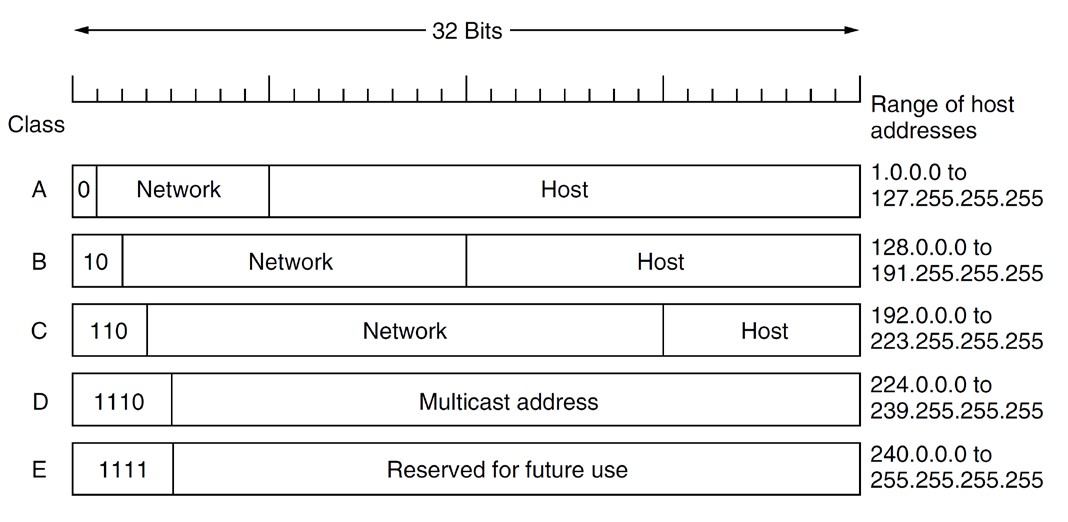 32 Bits
Class
Range of host
addresses
A
0
Network
Host
1.0.0.0 to
127.255.255.255
B
10
Network
Host
128.0.0.0 to
191.255.255.255
C
110
Network
Host
192.0.0.0 to
223.255.255.255
D
1110
Multicast address
224.0.0.0 to
239.255.255.255
E
1111
Reserved for future use
240.0.0.0 to
255.255.255.255